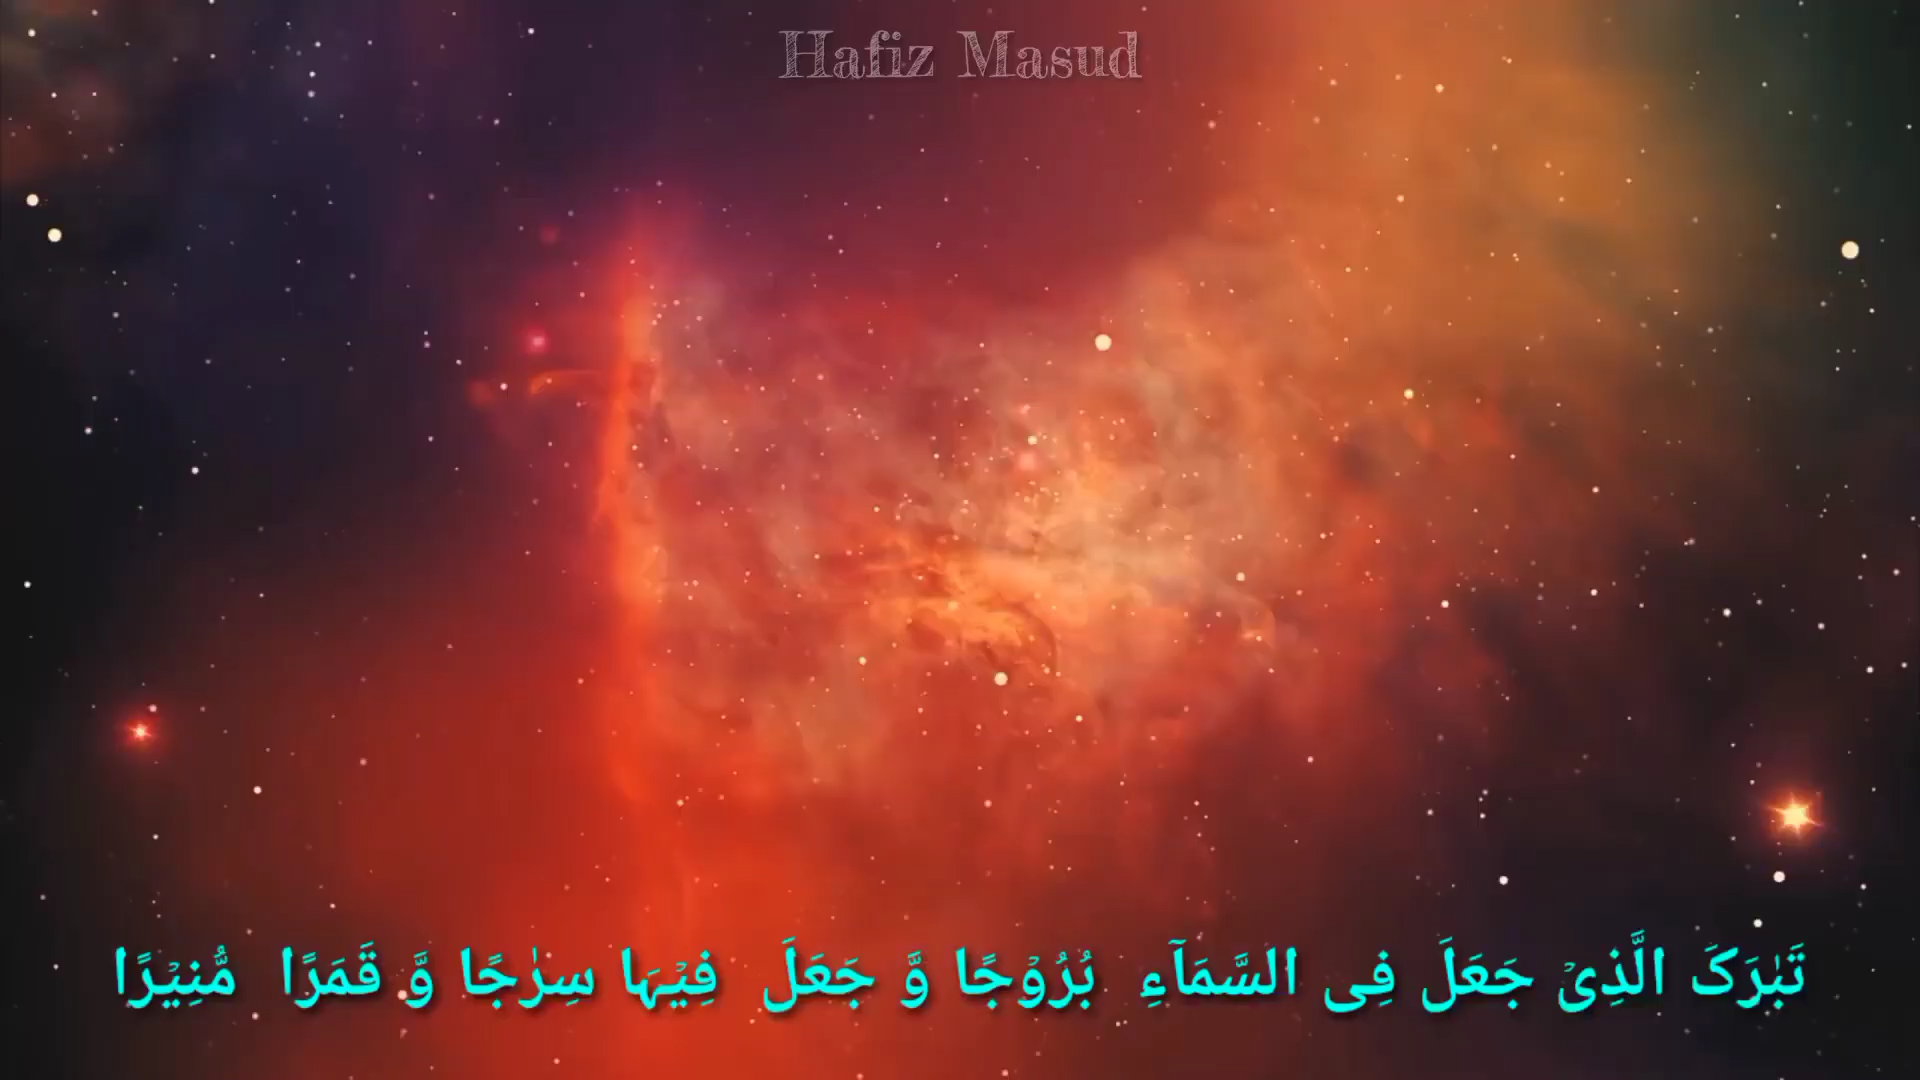 Hafiz Masud
تَبٰرَکَ الَّذِیۡ جَعَلَ فِی السَّمَآءِ بُرُوۡجًا وَّ جَعَلَ فِیۡہَا سِرٰجًا وَّ قَمَرًا مُّنِیۡرًا